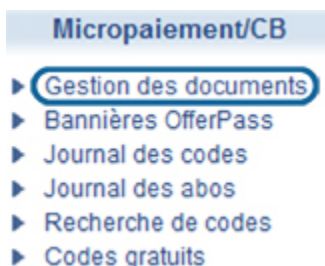 Micropaiement/CB
Gestion des documents
Bannières OfferPass
Journal des codes
Journal des abos
Recherche de codes
Codes gratuits